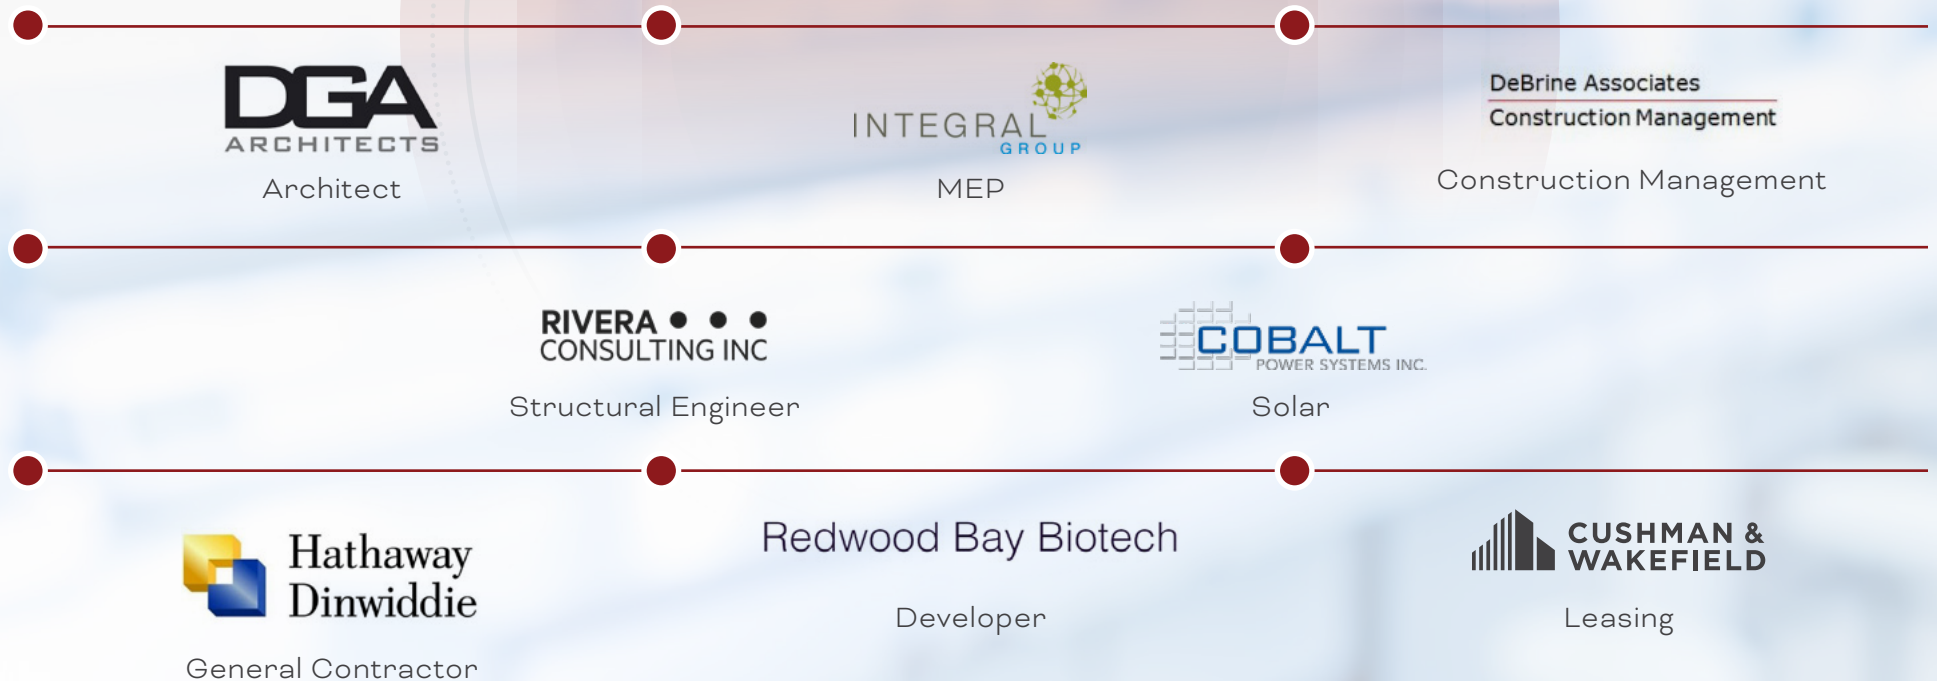 DGA
ARCHITECTS
Architect
INTEGRAL
GROUP
MEP
DeBrine Associates
Construction Management
Construction Management
RIVERA
CONSULTING INC
Structural Engineer
COBALT
POWER SYSTEMS INC.
Solar
Hathaway
Dinwiddie
General Contractor
Redwood Bay Biotech
Developer
CUSHMAN &
WAKEFIELD
Leasing